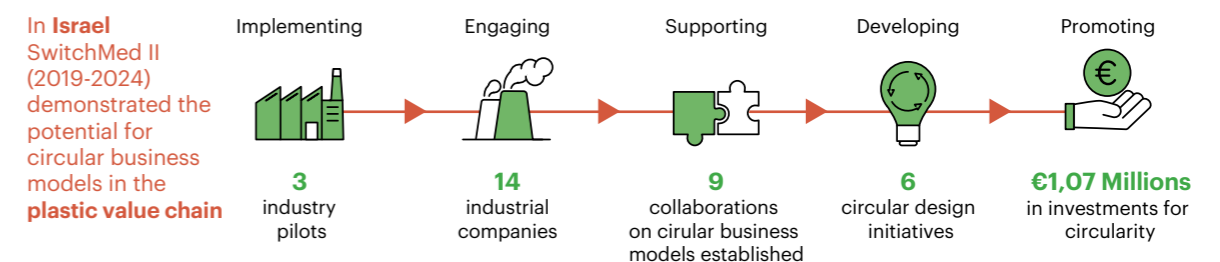 In Israel
SwitchMed II
(2019-2024)
demonstrated the
potential for
circular business
models in the
plastic value chain
Implementing
3
industry
pilots
Engaging
14
industrial
companies
Supporting
9
collaborations
on cirular business
models established
Developing
6
circular design
initiatives
Promoting
€
€1,07 Millions
in investments for
circularity